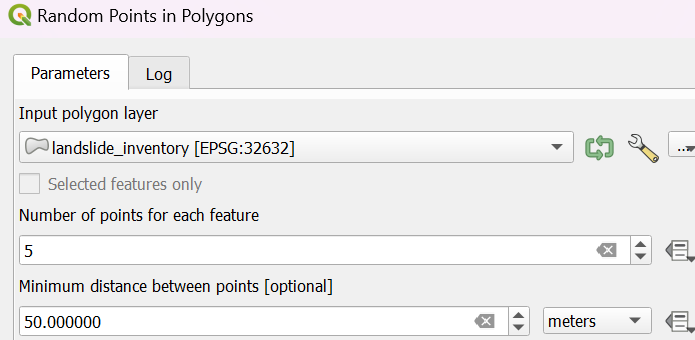 Random Points in Polygons
Parameters Log
Input polygon layer
landslide_inventory [EPSG:32632]
...
Selected features only
Number of points for each feature
5
Minimum distance between points [optional]
50.000000 meters